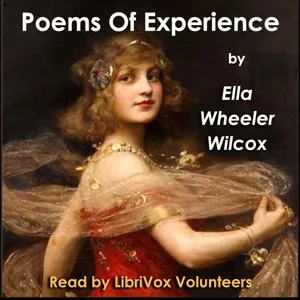 Poems Of Experience
by
Ella
Wheeler
Wilcox
Read by LibriVox Volunteers